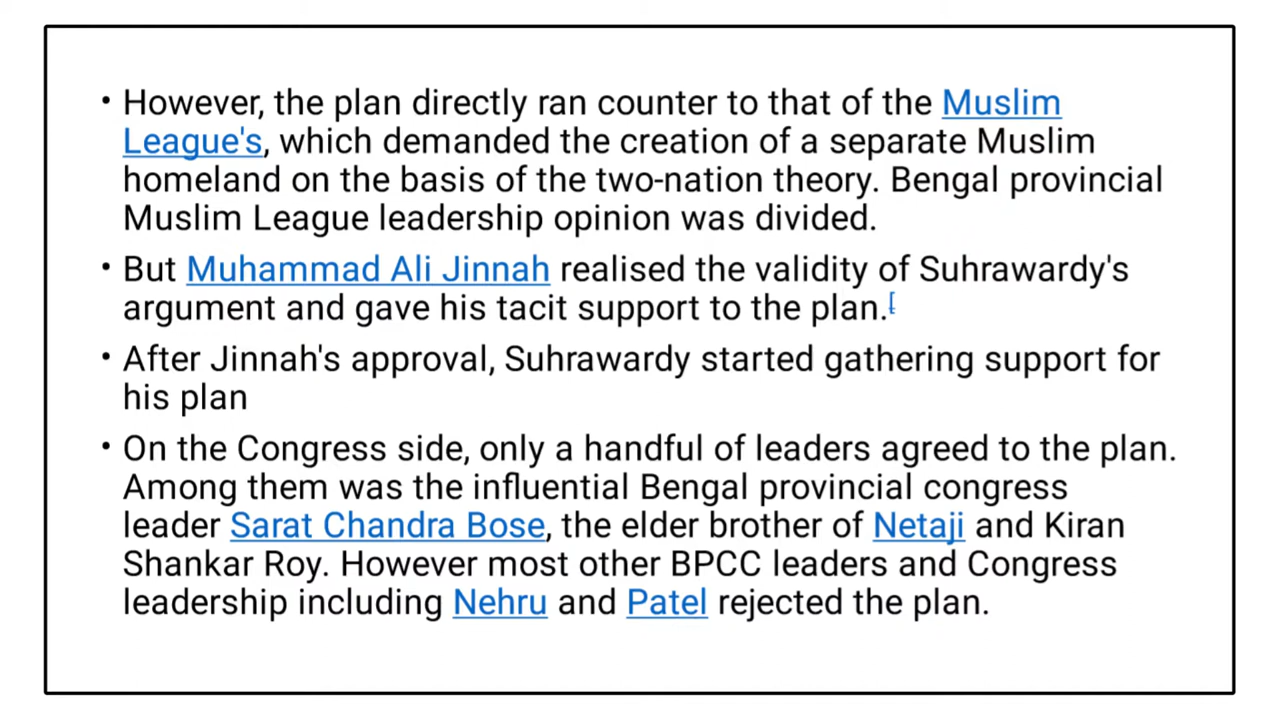 • However, the plan directly ran counter to that of the Muslim
League's, which demanded the creation of a separate Muslim
homeland on the basis of the two-nation theory. Bengal provincial
Muslim League leadership opinion was divided.
• But Muhammad Ali Jinnah realised the validity of Suhrawardy's
argument and gave his tacit support to the plan.[
• After Jinnah's approval, Suhrawardy started gathering support for
his plan
• On the Congress side, only a handful of leaders agreed to the plan.
Among them was the influential Bengal provincial congress
leader Sarat Chandra Bose, the elder brother of Netaji and Kiran
Shankar Roy. However most other BPCC leaders and Congress
leadership including Nehru and Patel rejected the plan.